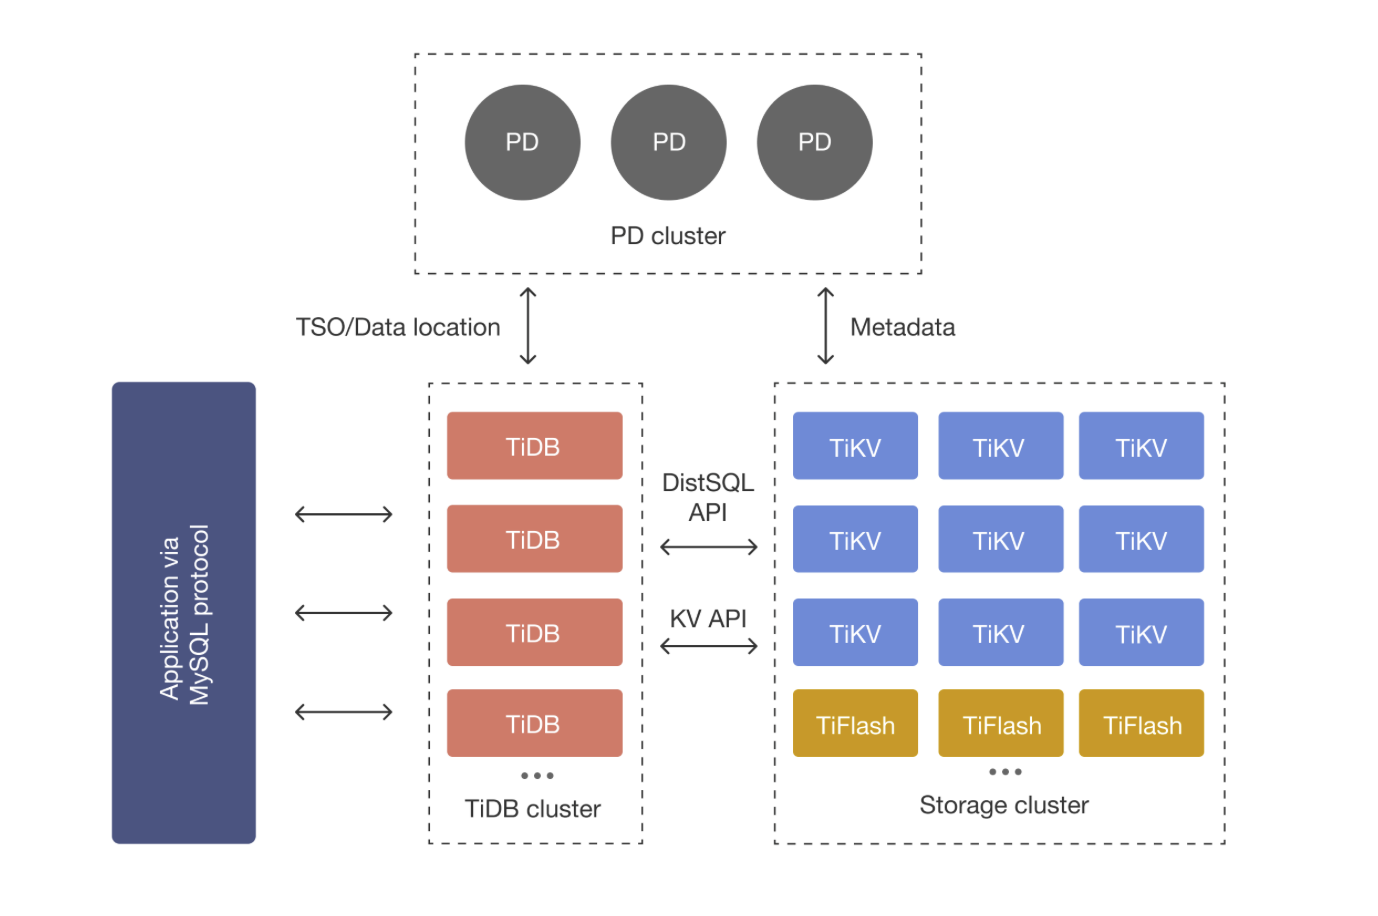 PD PD PD
PD cluster
TSO/Data location
Metadata
Application via
MySQL protocol
TiDB
TiDB
TiDB
TiDB
TiDB cluster
DistSQL
API
KV API
TiKV TiKV TiKV
TiKV TiKV TiKV
TiKV TiKV TiKV
TiFlash TiFlash TiFlash
Storage cluster